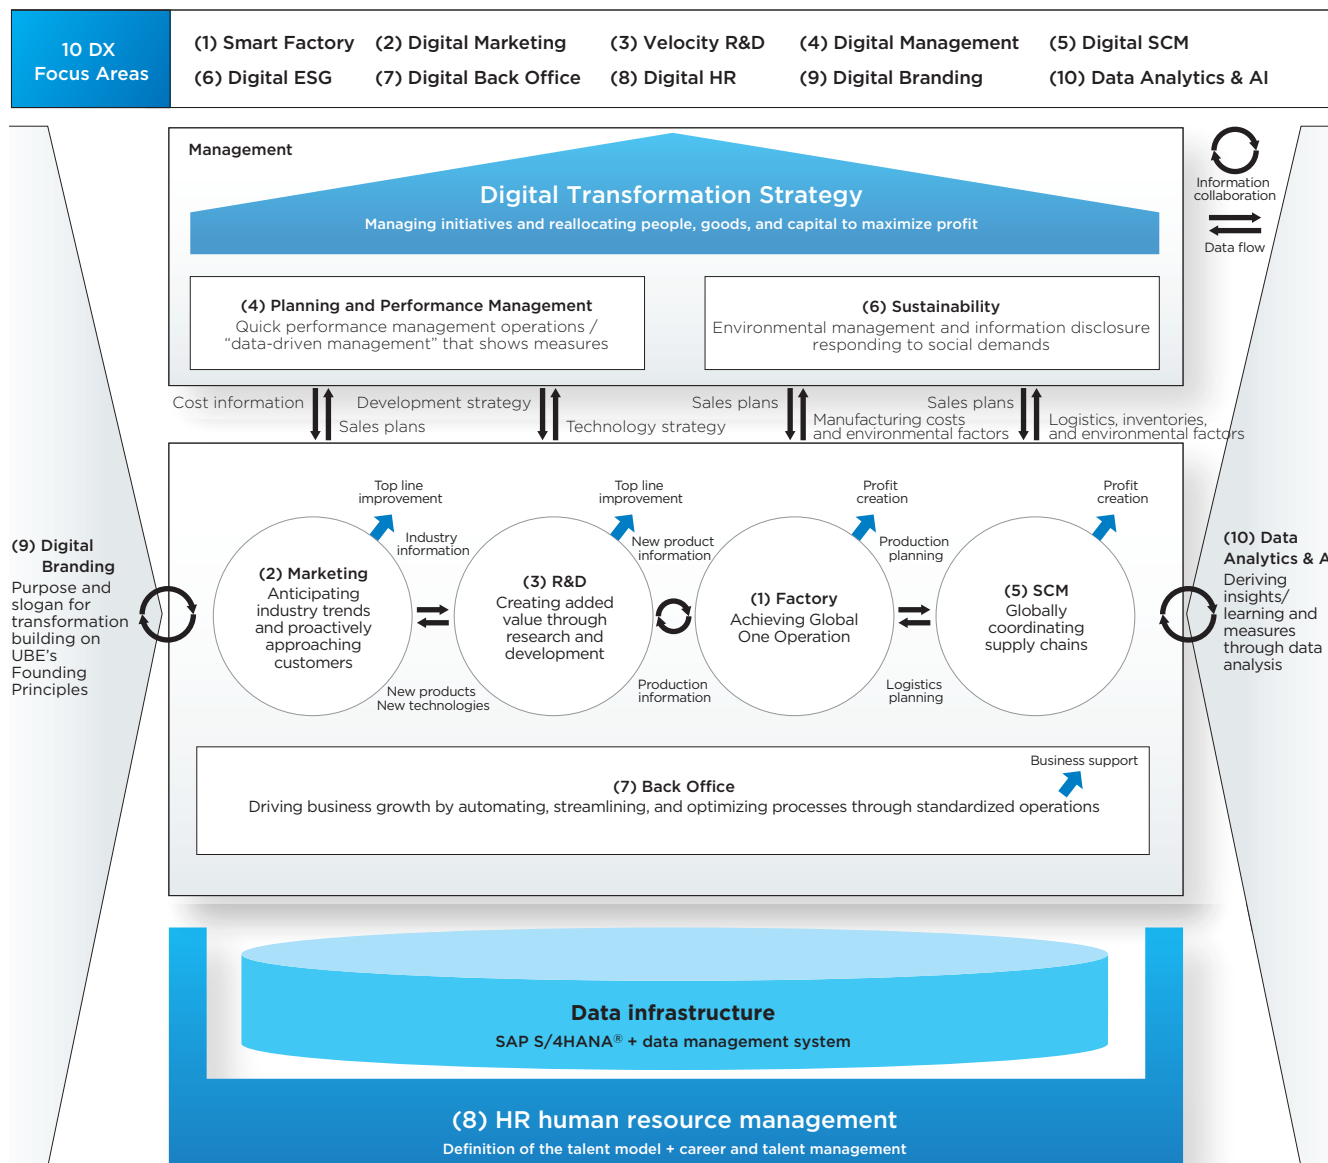 10 DX
Focus Areas
(1) Smart Factory
(2) Digital Marketing
(3) Velocity R&D
(4) Digital Management
(5) Digital SCM
(6) Digital ESG
(7) Digital Back Office
(8) Digital HR
(9) Digital Branding
(10) Data Analytics & AI
Management
Digital Transformation Strategy
Managing initiatives and reallocating people, goods, and capital to maximize profit
Information
collaboration
Data flow
(4) Planning and Performance Management
Quick performance management operations /
“data-driven management” that shows measures
(6) Sustainability
Environmental management and information disclosure
responding to social demands
Cost information
Sales plans
Development strategy
Technology strategy
Sales plans
Manufacturing costs
and environmental factors
Sales plans
Logistics, inventories,
and environmental factors
Top line
improvement
Industry
information
Top line
improvement
New product
information
Profit
creation
Production
planning
Profit
creation
(9) Digital
Branding
Purpose and
slogan for
transformation
building on
UBE’s
Founding
Principles
(2) Marketing
Anticipating
industry trends
and proactively
approaching
customers
(3) R&D
Creating added
value through
research and
development
(1) Factory
Achieving Global
One Operation
(5) SCM
Globally
coordinating
supply chains
(10) Data
Analytics & A
Deriving
insights/
learning and
measures
through data
analysis
New products
New technologies
Production
information
Logistics
planning
Business support
(7) Back Office
Driving business growth by automating, streamlining, and optimizing processes through standardized operations
Data infrastructure
SAP S/4HANA® + data management system
(8) HR human resource management
Definition of the talent model + career and talent management